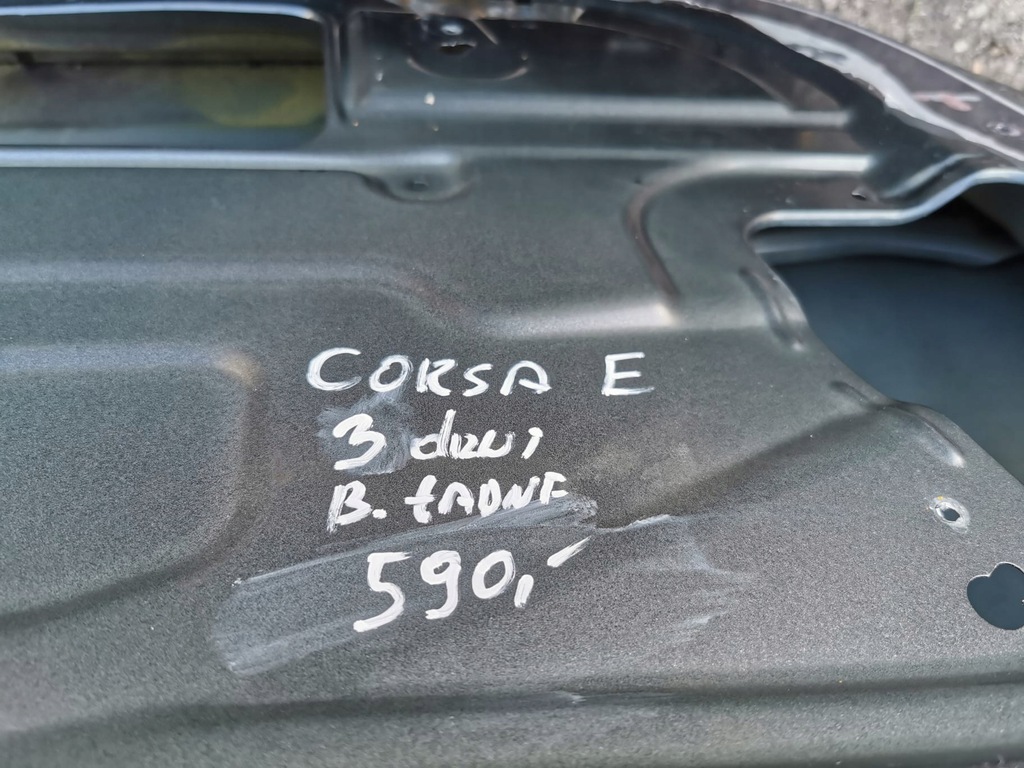 CORSA E
3 drzwi
B. ŁADNE
590,-